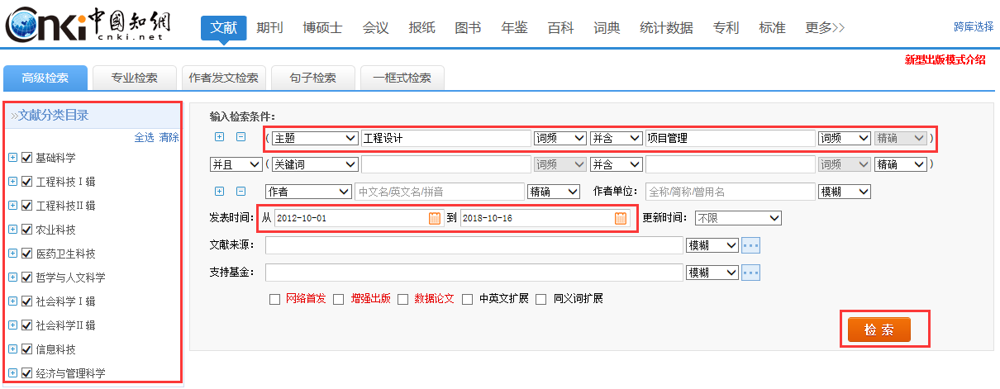 Cnki 中國知網
cnki.net
文献 期刊 博硕士 会议 报纸 图书 年鉴 百科 词典 统计数据 专利 标准 更多>> 跨库选择
新型出版模式介绍
高级检索 专业检索 作者发文检索 句子检索 一框式检索
»文献分类目录
全选 清除
基础科学
工程科技Ⅰ辑
工程科技Ⅱ辑
农业科技
医药卫生科技
哲学与人文科学
社会科学Ⅰ辑
社会科学Ⅱ辑
信息科技
经济与管理科学
输入检索条件:
( 主题 工程设计 词频 并含 项目管理 词频 精确 )
并且 ( 关键词 词频 并含 词频 精确 )
作者 中文名/英文名/拼音 精确 作者单位: 全称/简称/曾用名 模糊
发表时间: 从 2012-10-01 到 2018-10-16 更新时间: 不限
文献来源: 模糊 ...
支持基金: 模糊 ...
网络首发 增强出版 数据论文 中英文扩展 同义词扩展
检索